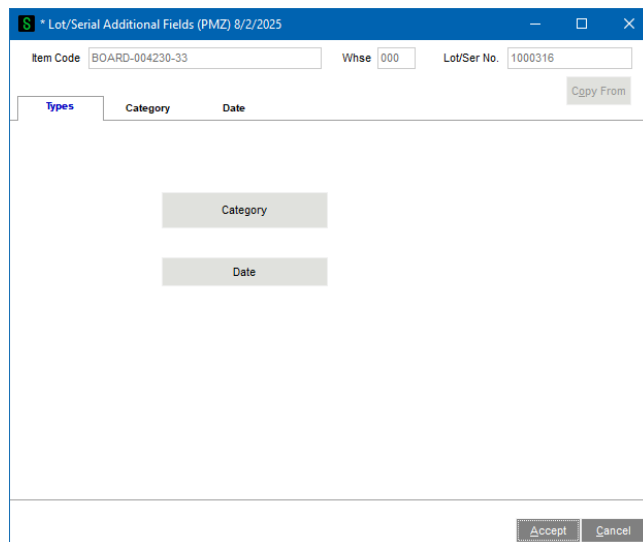 S * Lot/Serial Additional Fields (PMZ) 8/2/2025
Item Code BOARD-004230-33 Whse 000 Lot/Ser No. 1000316
Copy From
Types Category Date
Category
Date
Accept Cancel